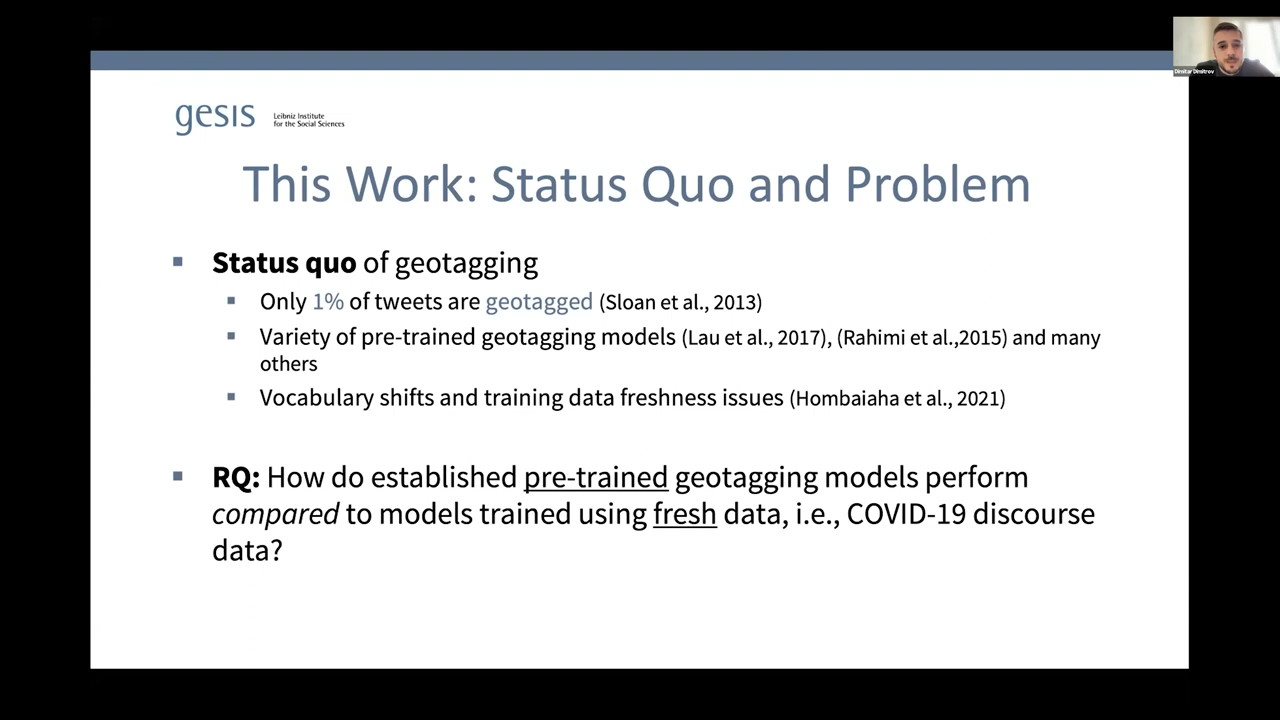 Dimitar Dimitrov
gesis
Leibniz Institute
for the Social Sciences
This Work: Status Quo and Problem
Status quo of geotagging
Only 1% of tweets are geotagged (Sloan et al., 2013)
Variety of pre-trained geotagging models (Lau et al., 2017), (Rahimi et al.,2015) and many
others
Vocabulary shifts and training data freshness issues (Hombaiaha et al., 2021)
RQ: How do established pre-trained geotagging models perform
compared to models trained using fresh data, i.e., COVID-19 discourse
data?